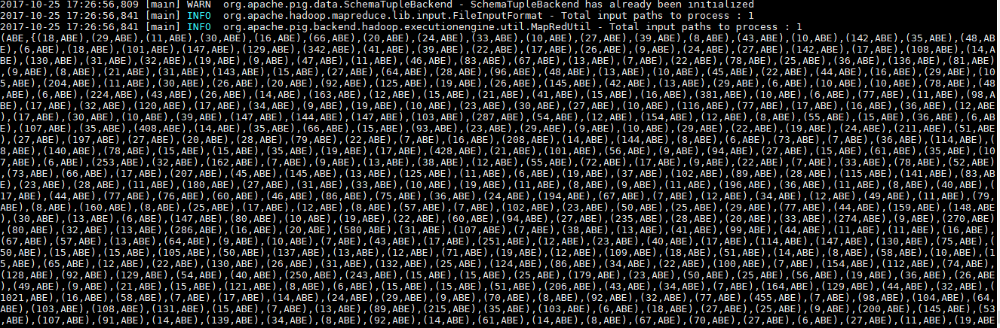 2017-10-25 17:26:56,809 [main] WARN  org.apache.pig.data.SchemaTupleBackend - SchemaTupleBackend has already been initialized
2017-10-25 17:26:56,841 [main] INFO  org.apache.hadoop.mapreduce.lib.input.FileInputFormat - Total input paths to process : 1
2017-10-25 17:26:56,841 [main] INFO  org.apache.pig.backend.hadoop.executionengine.util.MapRedUtil - Total input paths to process : 1
(ABE,{(18,ABE),(29,ABE),(11,ABE),(30,ABE),(16,ABE),(66,ABE),(20,ABE),(24,ABE),(33,ABE),(10,ABE),(27,ABE),(39,ABE),(8,ABE),(43,ABE),(10,ABE),(142,ABE),(35,ABE),(48,AB
E),(6,ABE),(18,ABE),(101,ABE),(147,ABE),(129,ABE),(342,ABE),(41,ABE),(39,ABE),(22,ABE),(17,ABE),(26,ABE),(9,ABE),(24,ABE),(27,ABE),(142,ABE),(17,ABE),(108,ABE),(14,A
BE),(130,ABE),(31,ABE),(32,ABE),(19,ABE),(9,ABE),(47,ABE),(11,ABE),(46,ABE),(83,ABE),(67,ABE),(13,ABE),(7,ABE),(22,ABE),(78,ABE),(25,ABE),(36,ABE),(136,ABE),(81,ABE)
,(9,ABE),(8,ABE),(21,ABE),(31,ABE),(143,ABE),(15,ABE),(27,ABE),(64,ABE),(28,ABE),(96,ABE),(48,ABE),(13,ABE),(10,ABE),(45,ABE),(22,ABE),(44,ABE),(16,ABE),(29,ABE),(10
5,ABE),(204,ABE),(11,ABE),(30,ABE),(26,ABE),(20,ABE),(92,ABE),(125,ABE),(19,ABE),(26,ABE),(145,ABE),(42,ABE),(13,ABE),(29,ABE),(6,ABE),(10,ABE),(10,ABE),(78,ABE),(48
,ABE),(6,ABE),(224,ABE),(43,ABE),(26,ABE),(14,ABE),(163,ABE),(12,ABE),(15,ABE),(21,ABE),(41,ABE),(15,ABE),(16,ABE),(381,ABE),(10,ABE),(6,ABE),(77,ABE),(11,ABE),(98,A
BE),(17,ABE),(32,ABE),(120,ABE),(17,ABE),(34,ABE),(9,ABE),(19,ABE),(10,ABE),(23,ABE),(30,ABE),(27,ABE),(10,ABE),(116,ABE),(77,ABE),(17,ABE),(16,ABE),(36,ABE),(12,ABE
),(17,ABE),(30,ABE),(10,ABE),(39,ABE),(147,ABE),(144,ABE),(147,ABE),(103,ABE),(287,ABE),(54,ABE),(12,ABE),(154,ABE),(12,ABE),(8,ABE),(55,ABE),(15,ABE),(36,ABE),(6,AB
E),(107,ABE),(35,ABE),(408,ABE),(14,ABE),(35,ABE),(66,ABE),(15,ABE),(93,ABE),(23,ABE),(29,ABE),(9,ABE),(10,ABE),(29,ABE),(22,ABE),(19,ABE),(24,ABE),(211,ABE),(51,ABE
),(27,ABE),(197,ABE),(27,ABE),(20,ABE),(28,ABE),(79,ABE),(22,ABE),(7,ABE),(16,ABE),(208,ABE),(14,ABE),(144,ABE),(8,ABE),(6,ABE),(73,ABE),(7,ABE),(36,ABE),(114,ABE),(
8,ABE),(140,ABE),(78,ABE),(15,ABE),(15,ABE),(35,ABE),(19,ABE),(17,ABE),(428,ABE),(21,ABE),(101,ABE),(56,ABE),(9,ABE),(94,ABE),(27,ABE),(15,ABE),(61,ABE),(35,ABE),(10
7,ABE),(6,ABE),(253,ABE),(32,ABE),(162,ABE),(7,ABE),(9,ABE),(13,ABE),(38,ABE),(12,ABE),(55,ABE),(72,ABE),(17,ABE),(9,ABE),(22,ABE),(7,ABE),(33,ABE),(78,ABE),(52,ABE)
,(73,ABE),(66,ABE),(17,ABE),(207,ABE),(45,ABE),(145,ABE),(13,ABE),(125,ABE),(11,ABE),(6,ABE),(19,ABE),(37,ABE),(102,ABE),(89,ABE),(28,ABE),(115,ABE),(141,ABE),(83,AB
E),(23,ABE),(28,ABE),(11,ABE),(180,ABE),(27,ABE),(31,ABE),(33,ABE),(10,ABE),(19,ABE),(11,ABE),(8,ABE),(9,ABE),(11,ABE),(196,ABE),(36,ABE),(11,ABE),(8,ABE),(40,ABE),(
17,ABE),(44,ABE),(77,ABE),(76,ABE),(60,ABE),(46,ABE),(86,ABE),(75,ABE),(36,ABE),(24,ABE),(194,ABE),(67,ABE),(7,ABE),(12,ABE),(34,ABE),(12,ABE),(49,ABE),(11,ABE),(79,
ABE),(8,ABE),(160,ABE),(8,ABE),(25,ABE),(17,ABE),(12,ABE),(8,ABE),(57,ABE),(7,ABE),(102,ABE),(23,ABE),(50,ABE),(25,ABE),(29,ABE),(77,ABE),(44,ABE),(159,ABE),(148,ABE
),(30,ABE),(13,ABE),(6,ABE),(147,ABE),(80,ABE),(10,ABE),(19,ABE),(22,ABE),(60,ABE),(94,ABE),(27,ABE),(235,ABE),(28,ABE),(20,ABE),(33,ABE),(274,ABE),(9,ABE),(270,ABE)
,(80,ABE),(32,ABE),(13,ABE),(286,ABE),(16,ABE),(20,ABE),(580,ABE),(31,ABE),(107,ABE),(7,ABE),(38,ABE),(13,ABE),(41,ABE),(99,ABE),(44,ABE),(11,ABE),(11,ABE),(16,ABE),
(67,ABE),(57,ABE),(13,ABE),(64,ABE),(9,ABE),(10,ABE),(7,ABE),(43,ABE),(17,ABE),(251,ABE),(12,ABE),(23,ABE),(40,ABE),(17,ABE),(114,ABE),(147,ABE),(130,ABE),(75,ABE),(
50,ABE),(15,ABE),(15,ABE),(105,ABE),(50,ABE),(137,ABE),(13,ABE),(12,ABE),(71,ABE),(19,ABE),(12,ABE),(109,ABE),(18,ABE),(51,ABE),(14,ABE),(8,ABE),(58,ABE),(10,ABE),(1
5,ABE),(65,ABE),(12,ABE),(22,ABE),(130,ABE),(26,ABE),(31,ABE),(132,ABE),(25,ABE),(124,ABE),(86,ABE),(34,ABE),(22,ABE),(100,ABE),(7,ABE),(154,ABE),(112,ABE),(74,ABE),
(128,ABE),(92,ABE),(129,ABE),(54,ABE),(40,ABE),(250,ABE),(243,ABE),(15,ABE),(15,ABE),(25,ABE),(179,ABE),(23,ABE),(50,ABE),(25,ABE),(56,ABE),(19,ABE),(36,ABE),(26,ABE
),(49,ABE),(9,ABE),(21,ABE),(15,ABE),(121,ABE),(8,ABE),(6,ABE),(15,ABE),(15,ABE),(51,ABE),(206,ABE),(43,ABE),(34,ABE),(7,ABE),(164,ABE),(129,ABE),(44,ABE),(32,ABE),(
1021,ABE),(16,ABE),(58,ABE),(7,ABE),(17,ABE),(14,ABE),(24,ABE),(29,ABE),(9,ABE),(70,ABE),(8,ABE),(92,ABE),(32,ABE),(77,ABE),(455,ABE),(7,ABE),(98,ABE),(104,ABE),(64,
ABE),(103,ABE),(108,ABE),(131,ABE),(15,ABE),(7,ABE),(13,ABE),(89,ABE),(215,ABE),(35,ABE),(103,ABE),(6,ABE),(18,ABE),(27,ABE),(25,ABE),(9,ABE),(200,ABE),(145,ABE),(53
,ABE),(107,ABE),(91,ABE),(14,ABE),(139,ABE),(34,ABE),(8,ABE),(92,ABE),(14,ABE),(61,ABE),(14,ABE),(8,ABE),(67,ABE),(70,ABE),(27,ABE),(6,ABE),(27,ABE),(11,ABE),(19,ABE